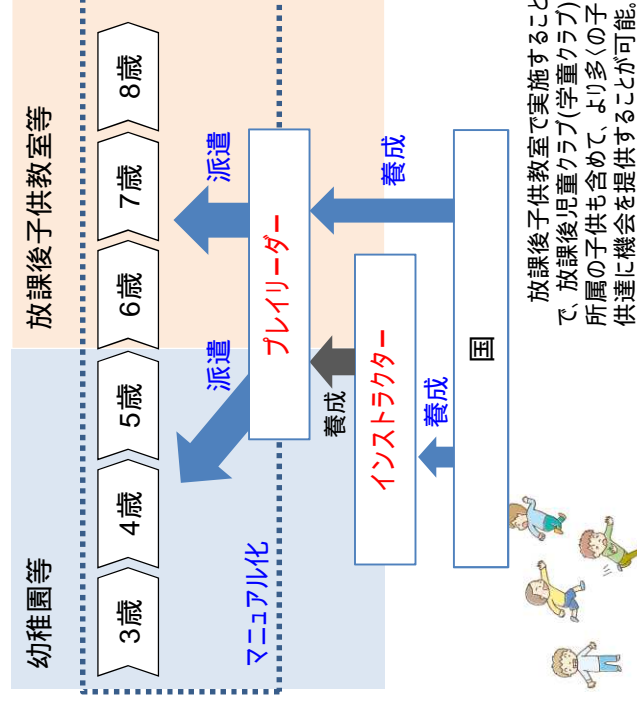 幼稚園等
放課後子供教室等
3歳
4歳
5歳
6歳
7歳
8歳
マニュアル化
派遣
派遣
プレイリーダー
養成
養成
インストラクター
養成
国
放課後子供教室で実施すること
で、放課後児童クラブ(学童クラブ)
所属の子供も含めて、より多くの子
供達に機会を提供することが可能。